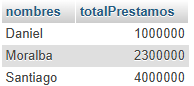 nombres totalPrestamos
Daniel 1000000
Moralba 2300000
Santiago 4000000